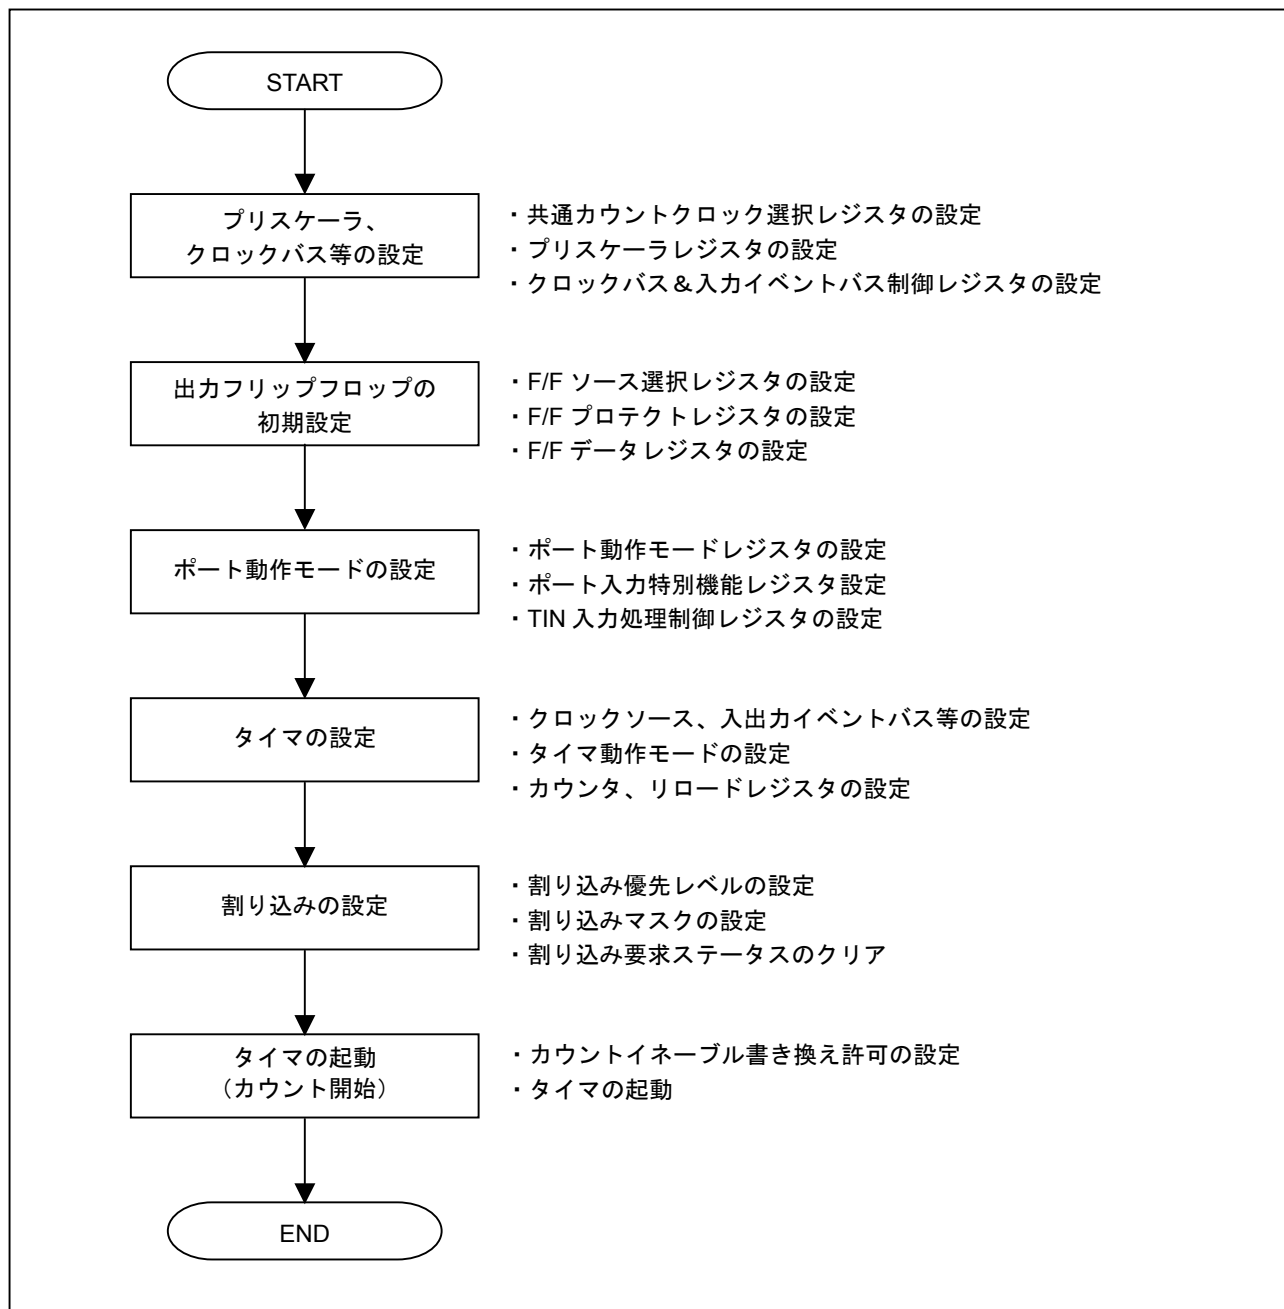 START
プリスケーラ、
クロックバス等の設定
・共通カウントクロック選択レジスタの設定
・プリスケーラレジスタの設定
・クロックバス＆入力イベントバス制御レジスタの設定
出力フリップフロップの
初期設定
・F/F ソース選択レジスタの設定
・F/F プロテクトレジスタの設定
・F/F データレジスタの設定
ポート動作モードの設定
・ポート動作モードレジスタの設定
・ポート入力特別機能レジスタ設定
・TIN 入力処理制御レジスタの設定
タイマの設定
・クロックソース、入出力イベントバス等の設定
・タイマ動作モードの設定
・カウンタ、リロードレジスタの設定
割り込みの設定
・割り込み優先レベルの設定
・割り込みマスクの設定
・割り込み要求ステータスのクリア
タイマの起動
（カウント開始）
・カウントイネーブル書き換え許可の設定
・タイマの起動
END